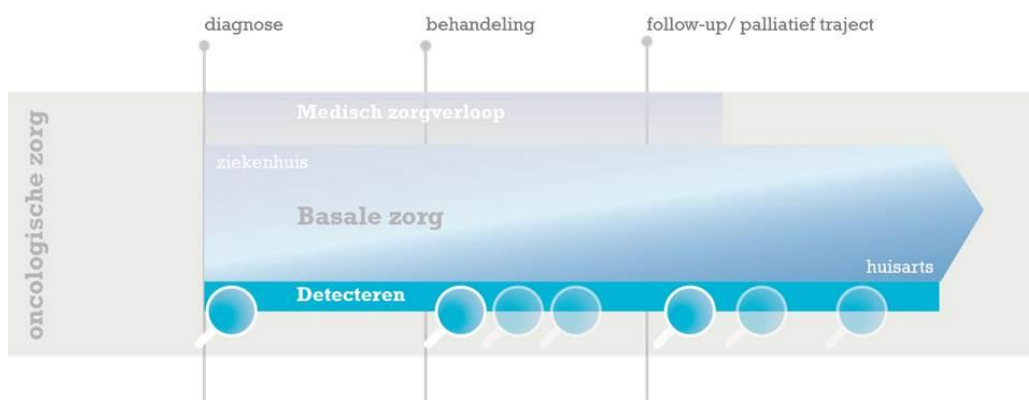 diagnose
behandeling
follow-up/ palliatief traject
oncologische zorg
Medisch zorgverloop
ziekenhuis
Basale zorg
huisarts
Detecteren